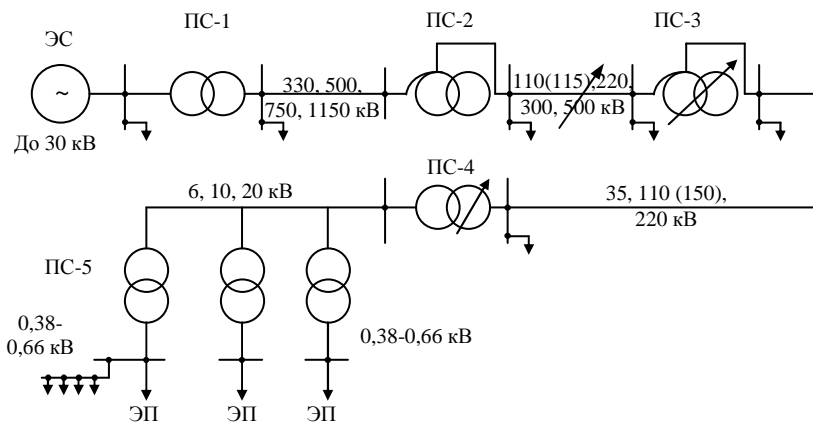 ПС-1
ПС-2
ПС-3
ЭС
~
330, 500,
750, 1150 кВ
110(115),220,
300, 500 кВ
До 30 кВ
ПС-4
6, 10, 20 кВ
35, 110 (150),
220 кВ
ПС-5
0,38-
0,66 кВ
0,38-0,66 кВ
ЭП
ЭП
ЭП